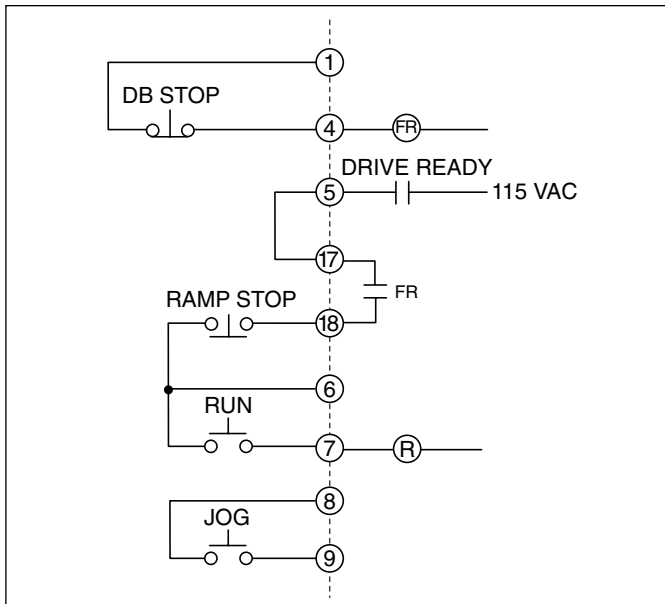 1
DB STOP
4 FR
DRIVE READY
5 115 VAC
17
FR
RAMP STOP
18
6
RUN
7 R
8
JOG
9